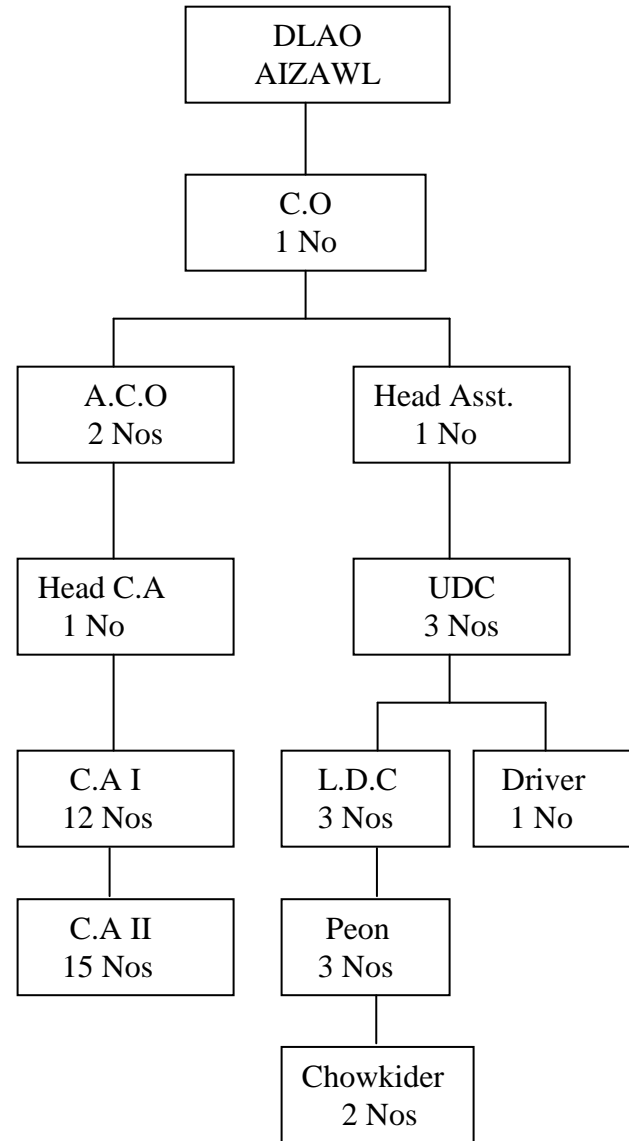 DLAO
AIZAWL
C.O
1 No
A.C.O
2 Nos
Head Asst.
1 No
Head C.A
1 No
UDC
3 Nos
C.A I
12 Nos
L.D.C
3 Nos
Driver
1 No
C.A II
15 Nos
Peon
3 Nos
Chowkider
2 Nos